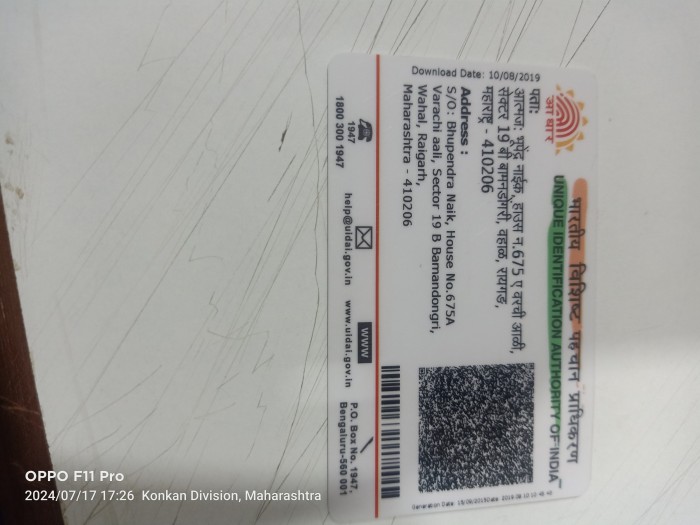 भारतीय विशिष्ट पहचान प्राधिकरण
UNIQUE IDENTIFICATION AUTHORITY OF INDIA
आधार
Download Date: 10/08/2019
पता:
आत्मज: भूपेंद्र नाईक, हाउस न.675 ए वरची आळी,
सेक्टर 19 बी बामनडोंगरी, वहाळ, रायगड,
महाराष्ट्र - 410206
Address :
S/O: Bhupendra Naik, House No.675A
Varachi aali, Sector 19 B Bamandongri,
Wahal, Raigarh,
Maharashtra - 410206
1947
1800 300 1947
help@uidai.gov.in
WWW
www.uidai.gov.in
P.O. Box No. 1947,
Bengaluru-560 001
OPPO F11 Pro
2024/07/17 17:26 Konkan Division, Maharashtra